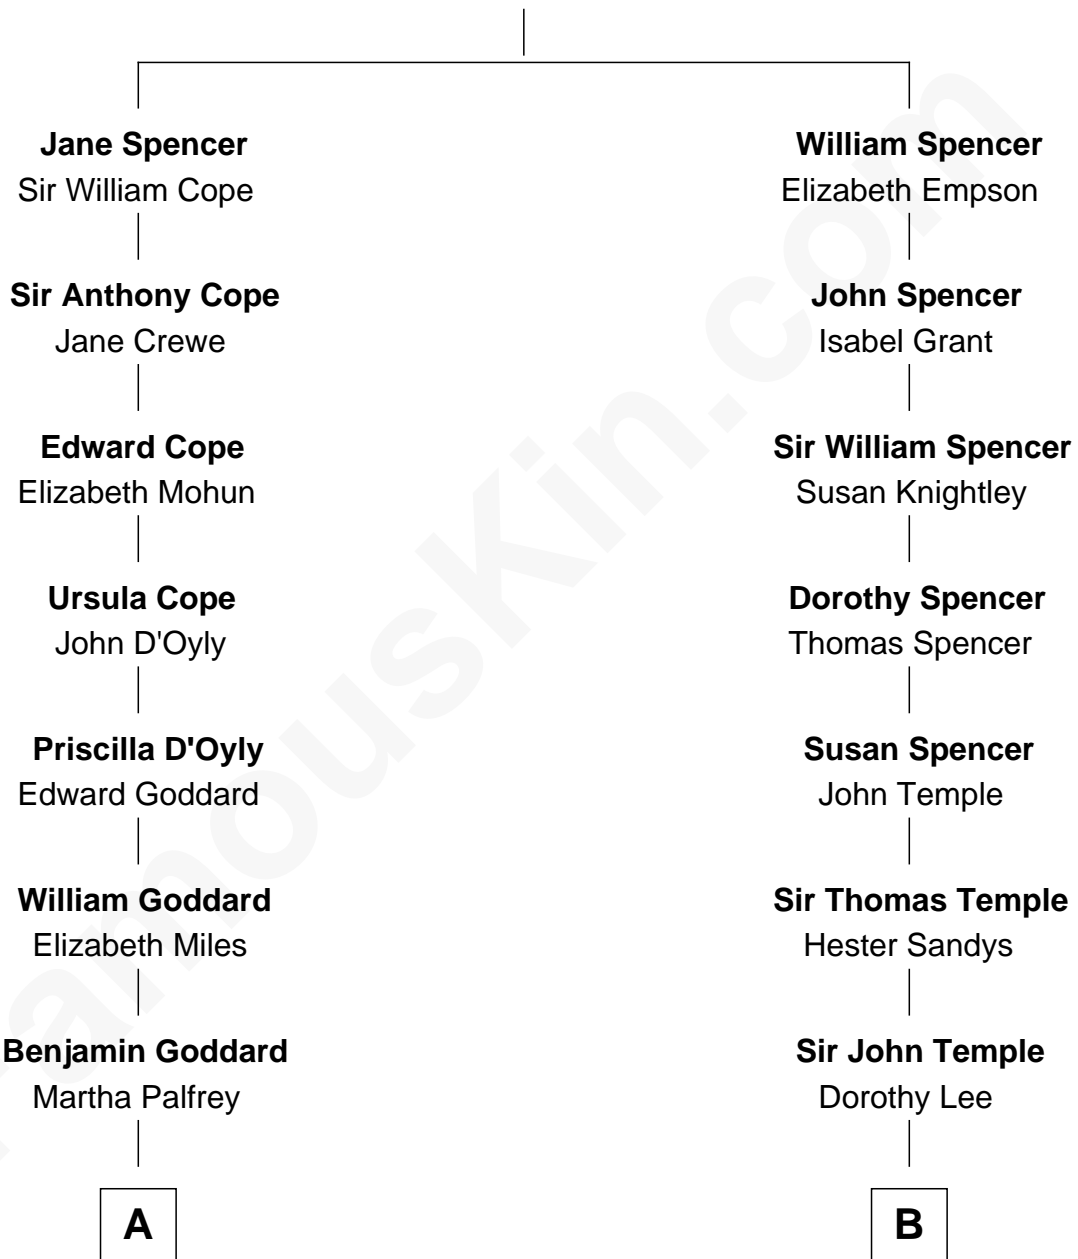 Jane Spencer
Sir William Cope
Sir Anthony Cope
Jane Crewe
Edward Cope
Elizabeth Mohun
Ursula Cope
John D'Oyly
Priscilla D'Oyly
Edward Goddard
William Goddard
Elizabeth Miles
Benjamin Goddard
Martha Palfrey
A
William Spencer
Elizabeth Empson
John Spencer
Isabel Grant
Sir William Spencer
Susan Knightley
Dorothy Spencer
Thomas Spencer
Susan Spencer
John Temple
Sir Thomas Temple
Hester Sandys
Sir John Temple
Dorothy Lee
B
FamousKin.com